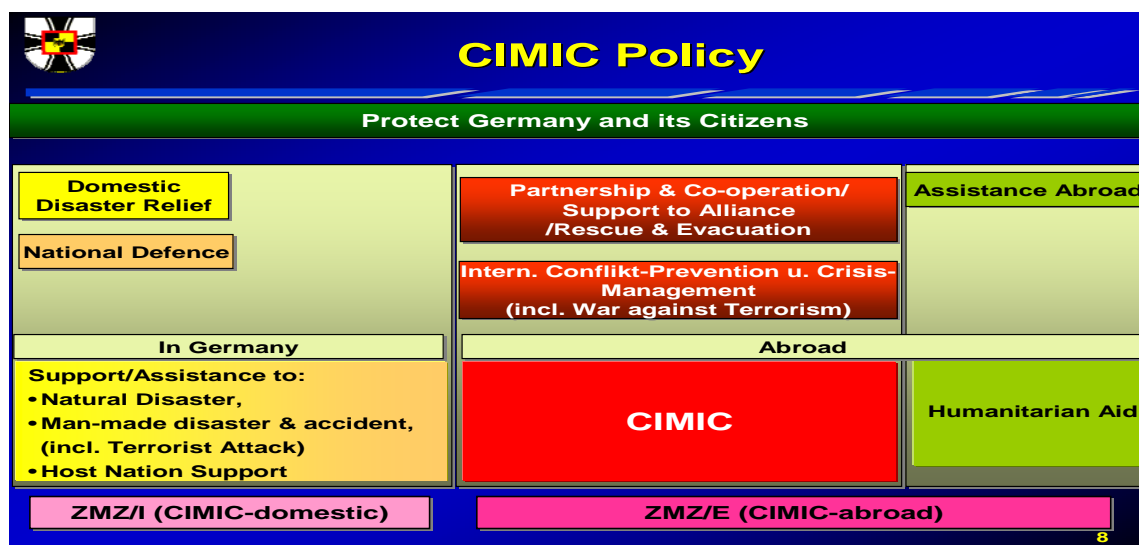 CIMIC Policy
Protect Germany and its Citizens
Domestic
Disaster Relief
National Defence
Partnership & Co-operation/
Support to Alliance
/Rescue & Evacuation
Intern. Conflikt-Prevention u. Crisis-
Management
(incl. War against Terrorism)
Assistance Abroad
In Germany
Abroad
Support/Assistance to:
• Natural Disaster,
• Man-made disaster & accident,
(incl. Terrorist Attack)
• Host Nation Support
CIMIC
Humanitarian Aid
ZMZ/I (CIMIC-domestic)
ZMZ/E (CIMIC-abroad)
8